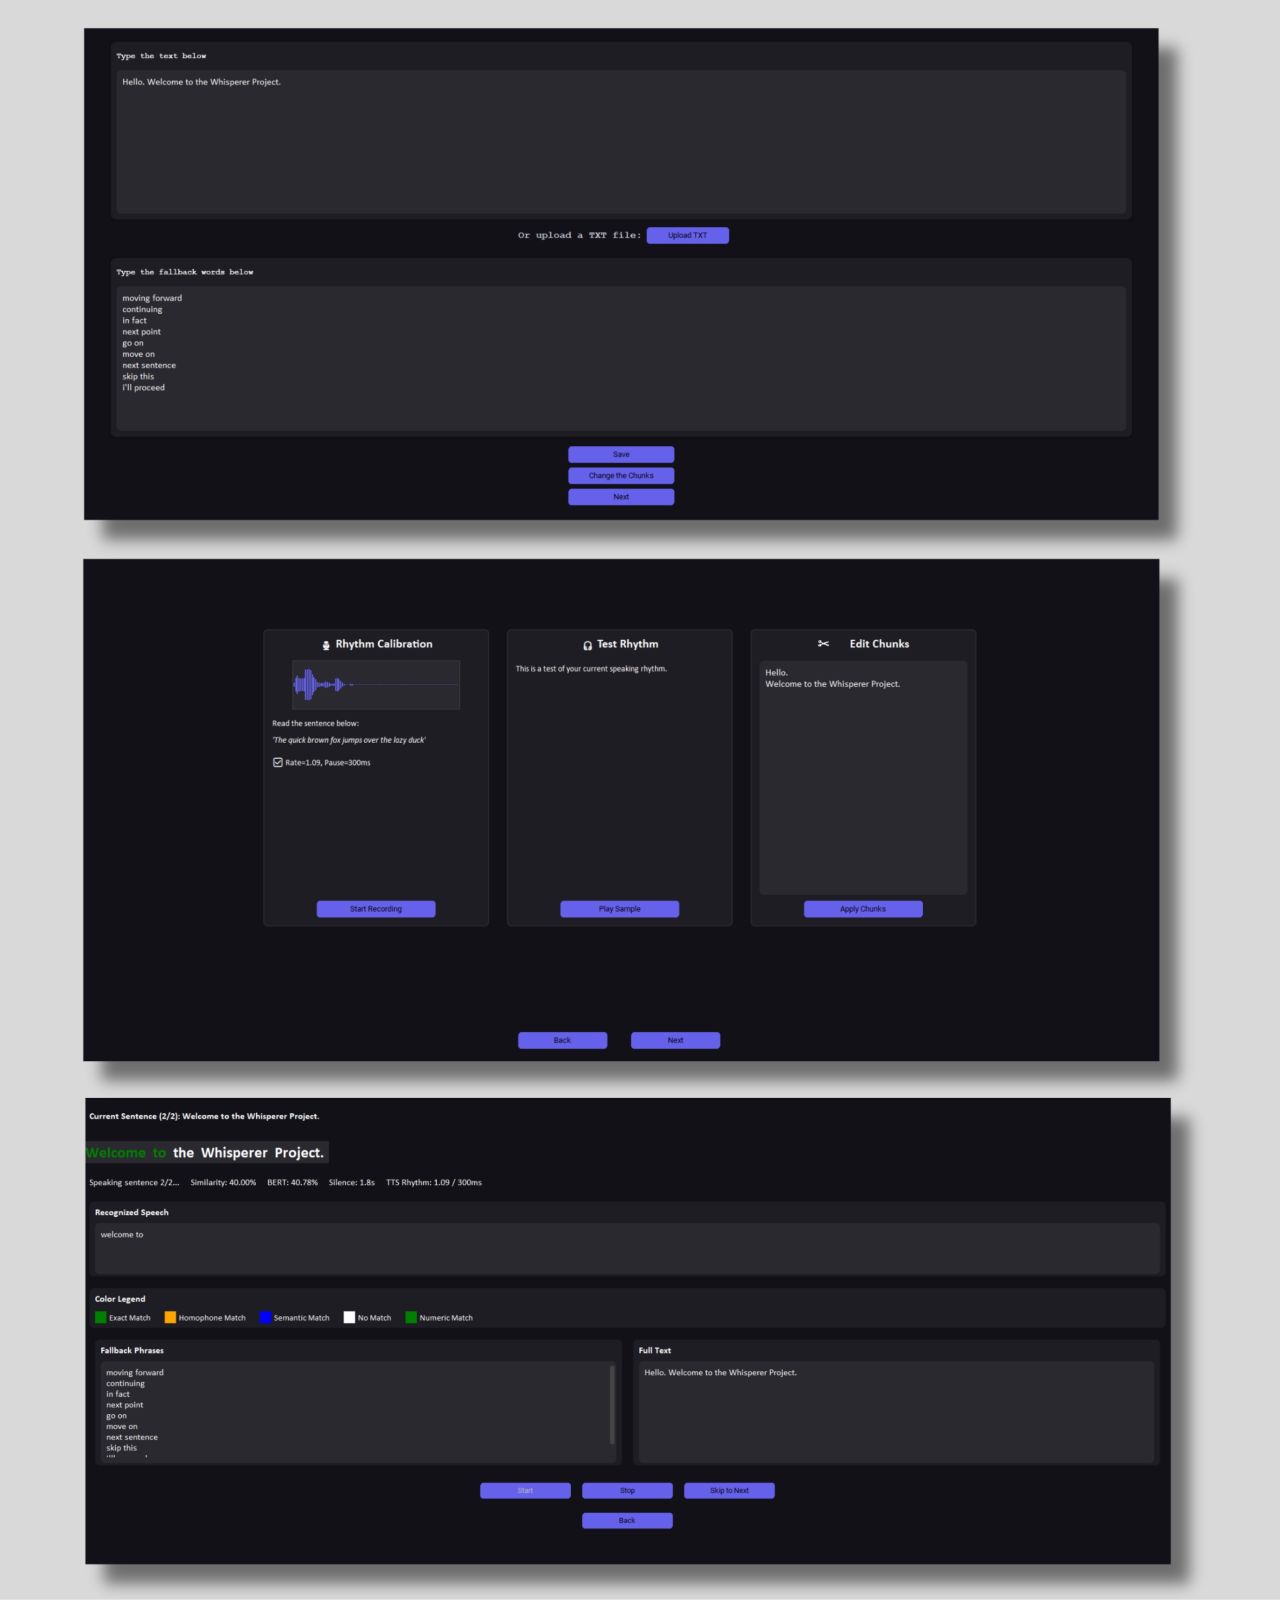 Type the text below
Hello. Welcome to the Whisperer Project.
Or upload a TXT file: Upload TXT
Type the fallback words below
moving forward
continuing
in fact
next point
go on
move on
next sentence
skip this
I'll proceed
Save
Change the Chunks
Next
Rhythm Calibration
Read the sentence below:
'The quick brown fox jumps over the lazy duck'
Rate=1.09, Pause=300ms
Start Recording
Test Rhythm
This is a test of your current speaking rhythm.
Play Sample
Edit Chunks
Hello.
Welcome to the Whisperer Project.
Apply Chunks
Back Next
Current Sentence (2/2): Welcome to the Whisperer Project.
Welcome to the Whisperer Project.
Speaking sentence 2/2... Similarity: 40.00% BERT: 40.78% Silence: 1.8s TTS Rhythm: 1.09 / 300ms
Recognized Speech
welcome to
Color Legend
Exact Match Homophone Match Semantic Match No Match Numeric Match
Fallback Phrases
moving forward
continuing
in fact
next point
go on
move on
next sentence
skip this
Full Text
Hello. Welcome to the Whisperer Project.
Start Stop Skip to Next
Back